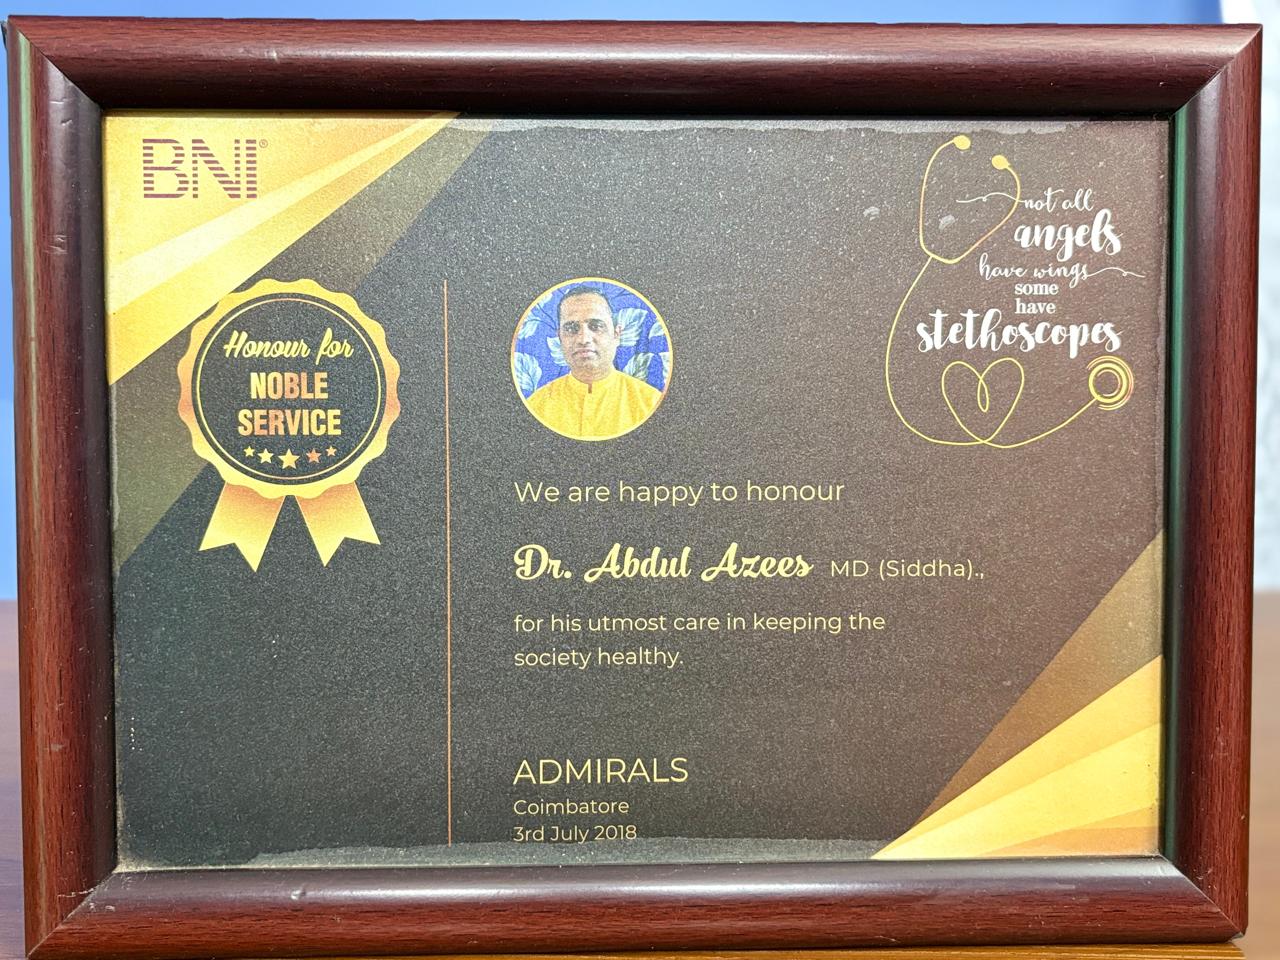 BNI®
Honour for
NOBLE
SERVICE
not all
angels
have wings
some
have
stethoscopes
We are happy to honour
Dr. Abdul Azees MD (Siddha).,
for his utmost care in keeping the
society healthy.
ADMIRALS
Coimbatore
3rd July 2018